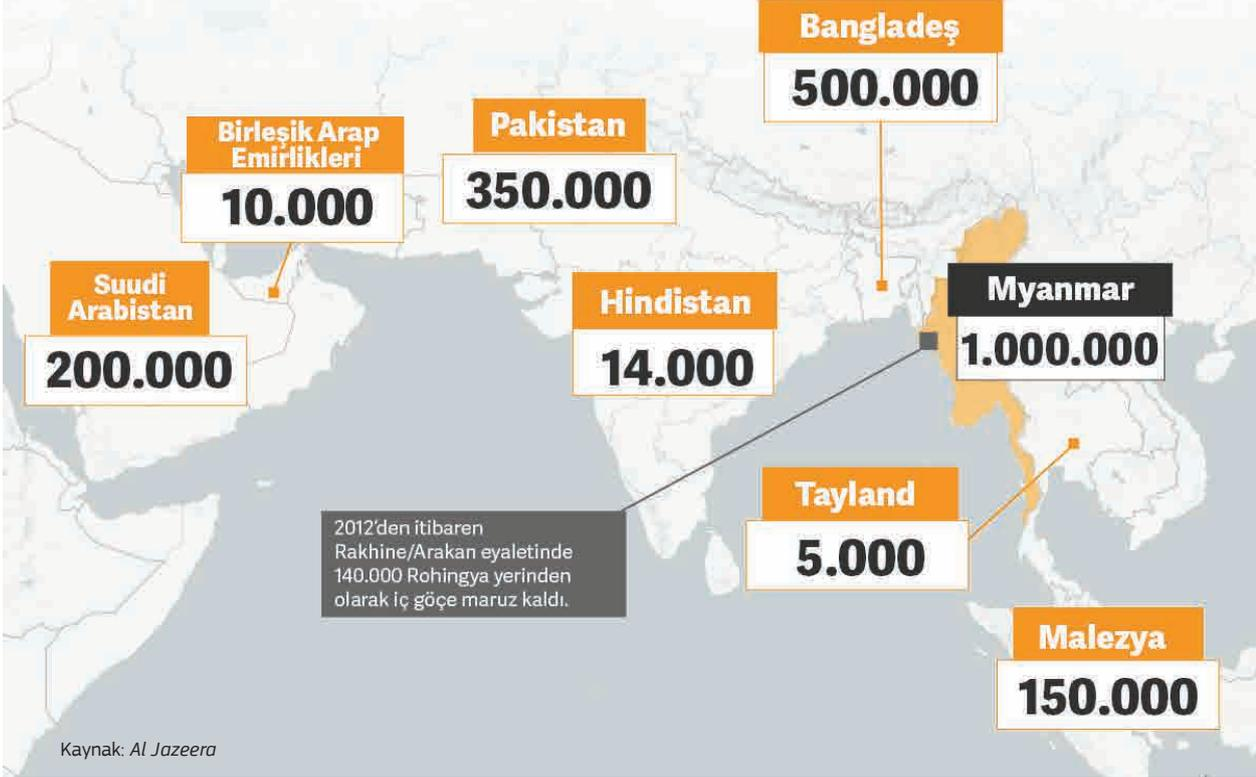 Bangladeş
500.000
Birleşik Arap
Emirlikleri
10.000
Pakistan
350.000
Suudi
Arabistan
200.000
Hindistan
14.000
Myanmar
1.000.000
Tayland
5.000
2012'den itibaren
Rakhine/Arakan eyaletinde
140.000 Rohingya yerinden
olarak iç göçe maruz kaldı.
Malezya
150.000
Kaynak: Al Jazeera